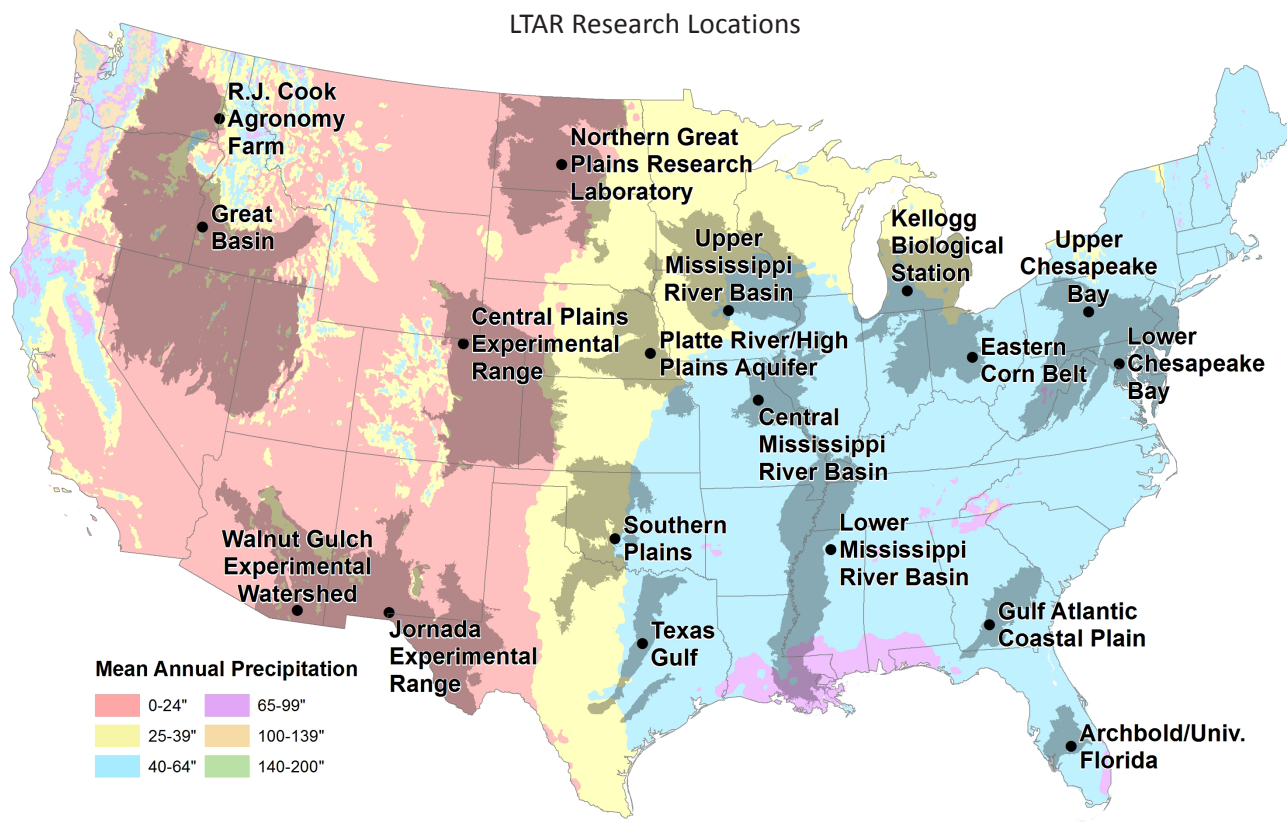 LTAR Research Locations
R.J. Cook
Agronomy
Farm
Northern Great
Plains Research
Laboratory
Great
Basin
Upper
Mississippi
River Basin
Kellogg
Biological
Station
Upper
Chesapeake
Bay
Central Plains
Experimental
Range
Platte River/High
Plains Aquifer
Eastern
Corn Belt
Lower
Chesapeake
Bay
Central
Mississippi
River Basin
Walnut Gulch
Experimental
Watershed
Southern
Plains
Lower
Mississippi
River Basin
Jornada
Experimental
Range
Texas
Gulf
Gulf Atlantic
Coastal Plain
Archbold/Univ.
Florida
Mean Annual Precipitation
0-24"
25-39"
40-64"
65-99"
100-139"
140-200"